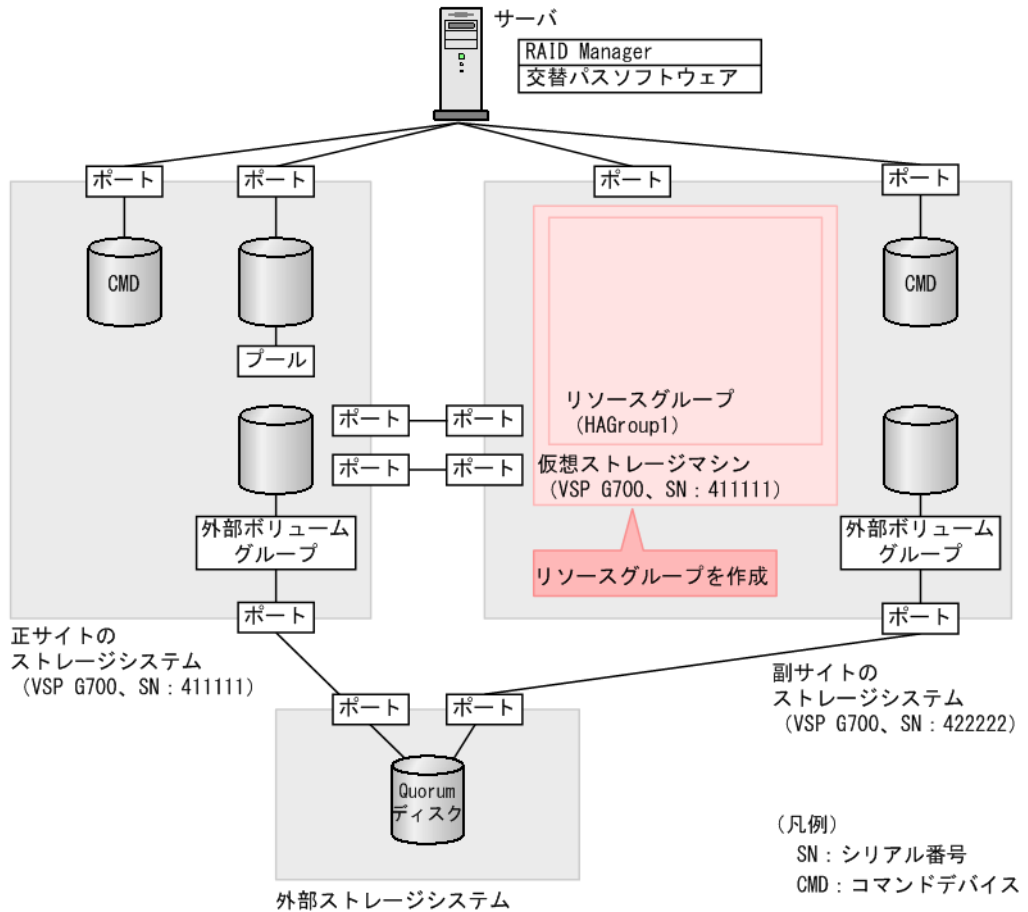 サーバ
RAID Manager
交替パスソフトウェア
ポート
ポート
ポート
ポート
CMD
CMD
プール
リソースグループ
(HAGroup1)
ポート
ポート
ポート
ポート
仮想ストレージマシン
(VSP G700、SN：411111)
外部ボリューム
グループ
外部ボリューム
グループ
リソースグループを作成
ポート
ポート
正サイトの
ストレージシステム
(VSP G700、SN：411111)
副サイトの
ストレージシステム
(VSP G700、SN：422222)
ポート
ポート
Quorum
ディスク
外部ストレージシステム
(凡例)
SN：シリアル番号
CMD：コマンドデバイス